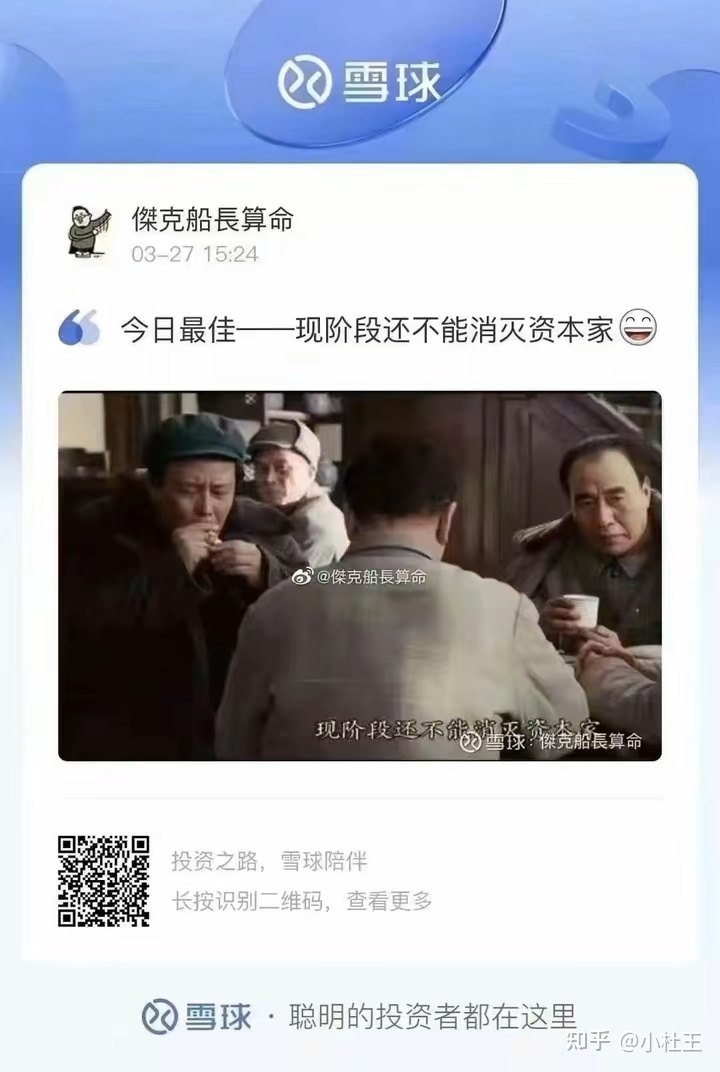 雪球
傑克船長算命
03-27 15:24
今日最佳——现阶段还不能消灭资本家😄
@傑克船長算命
现阶段还不能消灭资本家
雪球：傑克船長算命
投资之路，雪球陪伴
长按识别二维码，查看更多
雪球 · 聪明的投资者都在这里
知乎 @小杜王